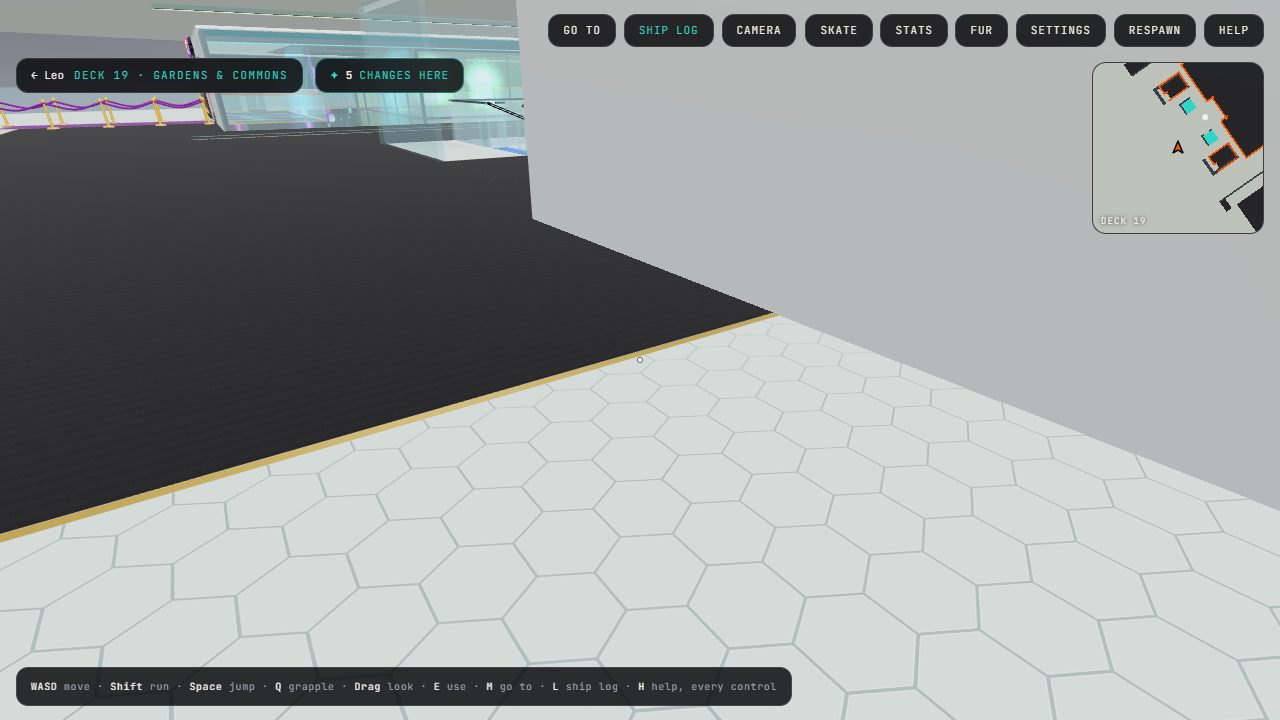 GO TO
SHIP LOG
CAMERA
SKATE
STATS
FUR
SETTINGS
RESPAWN
HELP
← Leo DECK 19 · GARDENS & COMMONS
✦ 5 CHANGES HERE
DECK 19
WASD move · Shift run · Space jump · Q grapple · Drag look · E use · M go to · L ship log · H help, every control